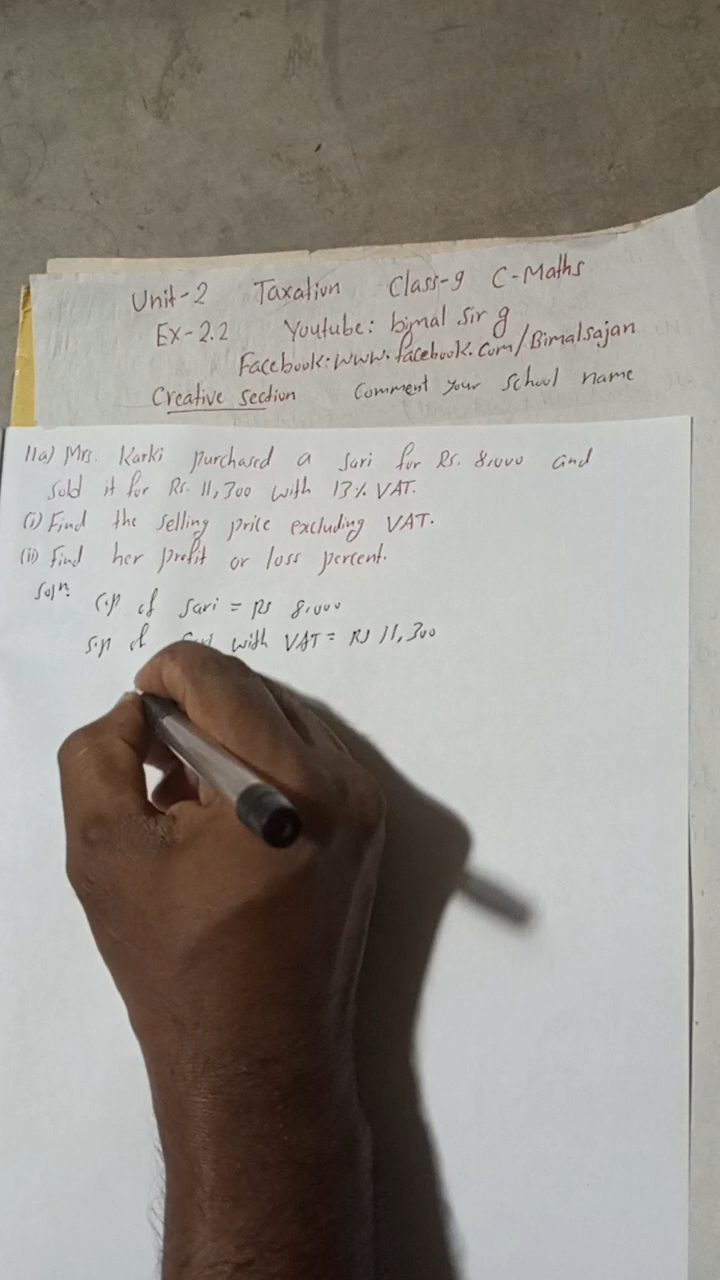 Unit-2 Taxation Class-9 C-Maths
Ex-2.2 Youtube: bimal sir g
Facebook: www.facebook.com/Bimalsajan
Creative section Comment your school name
11a) Mrs. Karki purchased a sari for Rs. 8,000 and
sold it for Rs. 11,300 with 13% VAT.
(i) Find the selling price excluding VAT.
(ii) Find her profit or loss percent.
Soln: C.P of sari = Rs 8,000
S.P of with VAT = Rs 11,300